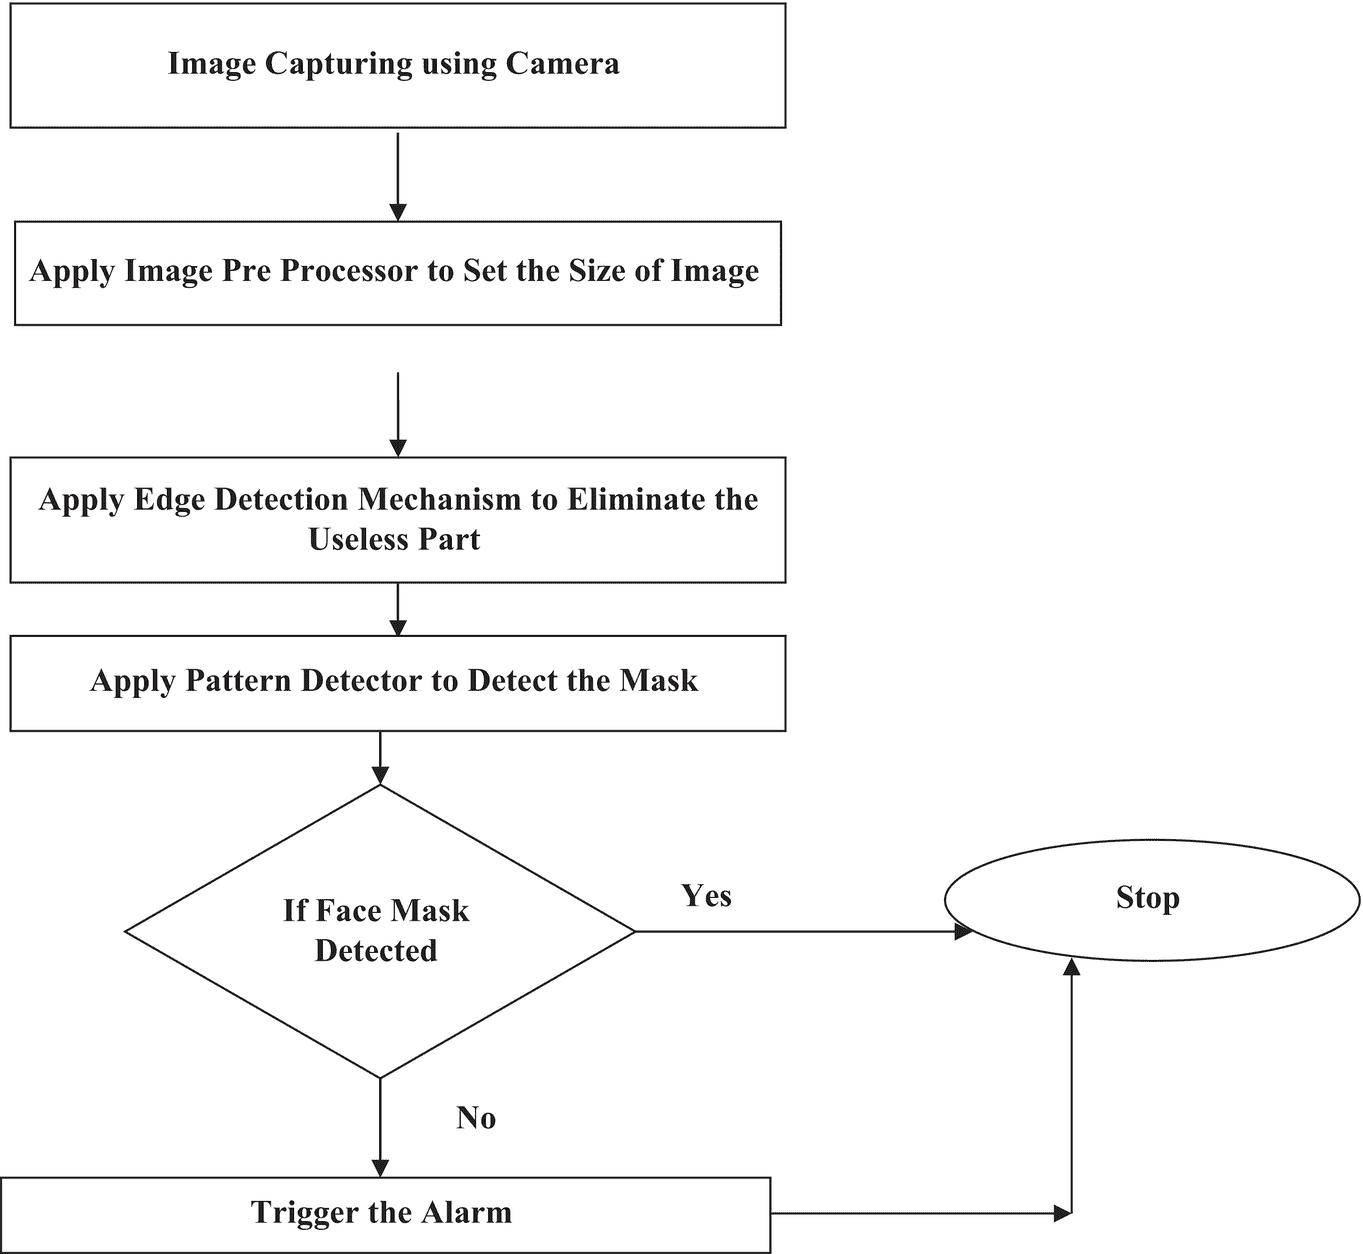 Image Capturing using Camera
Apply Image Pre Processor to Set the Size of Image
Apply Edge Detection Mechanism to Eliminate the
Useless Part
Apply Pattern Detector to Detect the Mask
If Face Mask
Detected
Yes
Stop
No
Trigger the Alarm